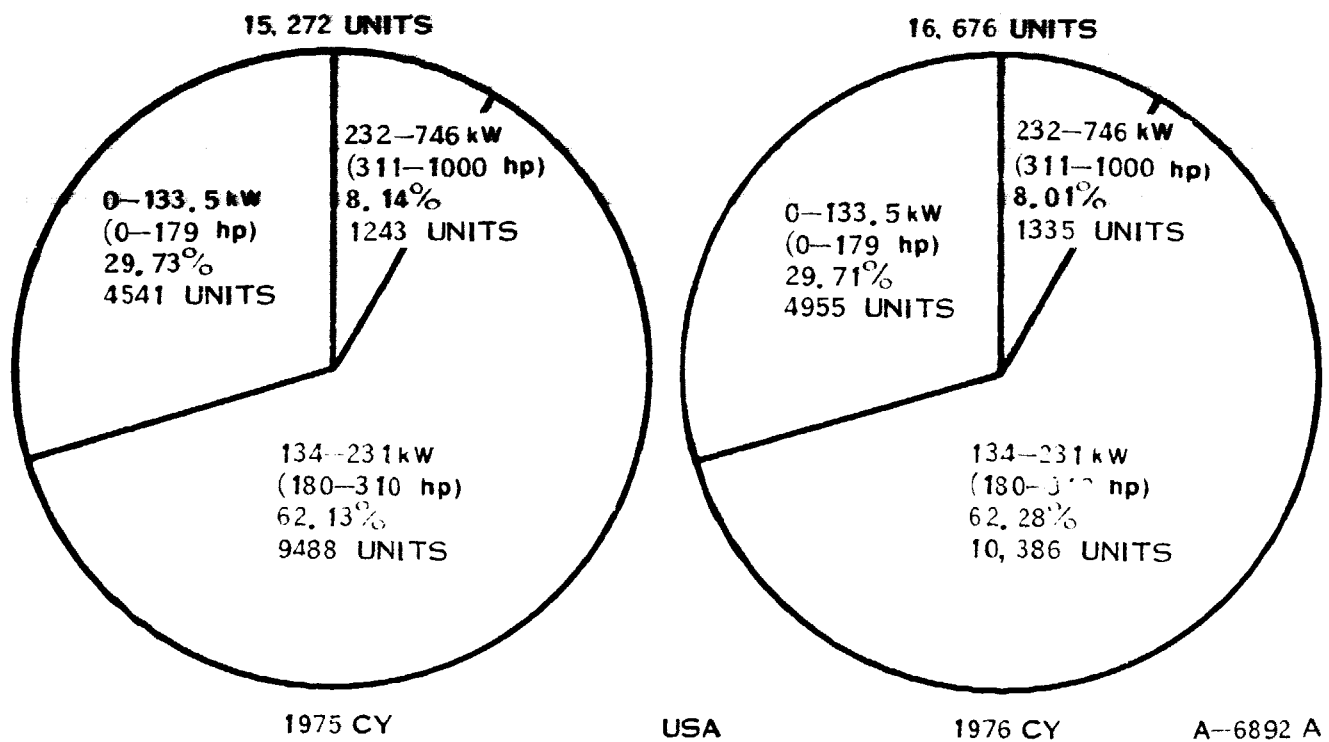 15, 272 UNITS
232—746 kW
(311—1000 hp)
8. 14%
1243 UNITS
0—133. 5 kW
(0—179 hp)
29. 73%
4541 UNITS
134--231 kW
(180—310 hp)
62. 13%
9488 UNITS
1975 CY
USA
16, 676 UNITS
232—746 kW
(311—1000 hp)
8. 01%
1335 UNITS
0—133. 5 kW
(0—179 hp)
29. 71%
4955 UNITS
134—231 kW
(180— hp)
62. 28%
10, 386 UNITS
1976 CY
A--6892 A